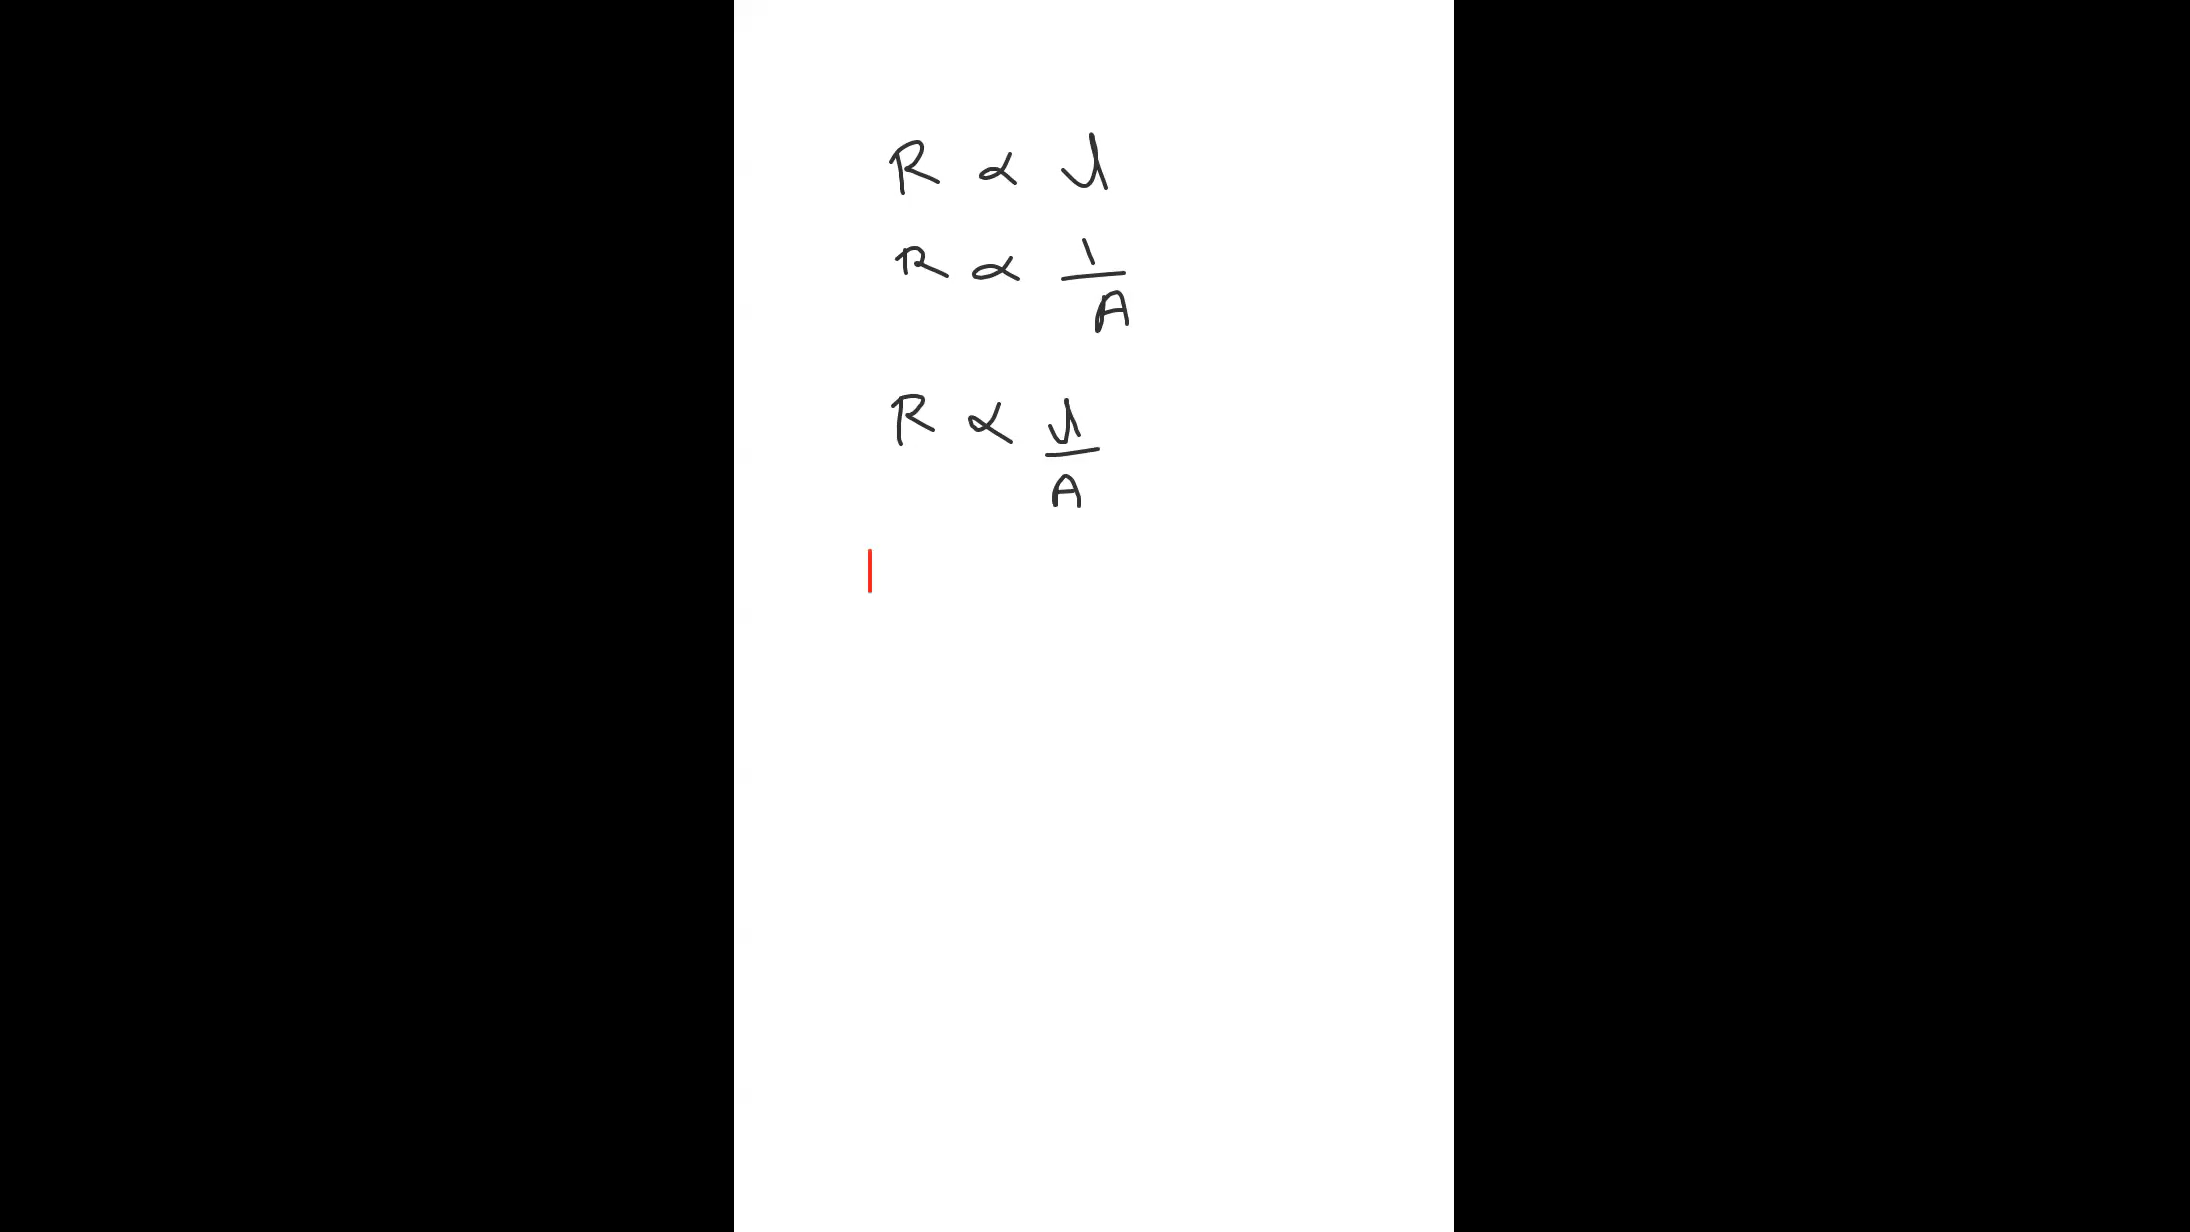 R ∝ l
R ∝ 1/A
R ∝ l/A